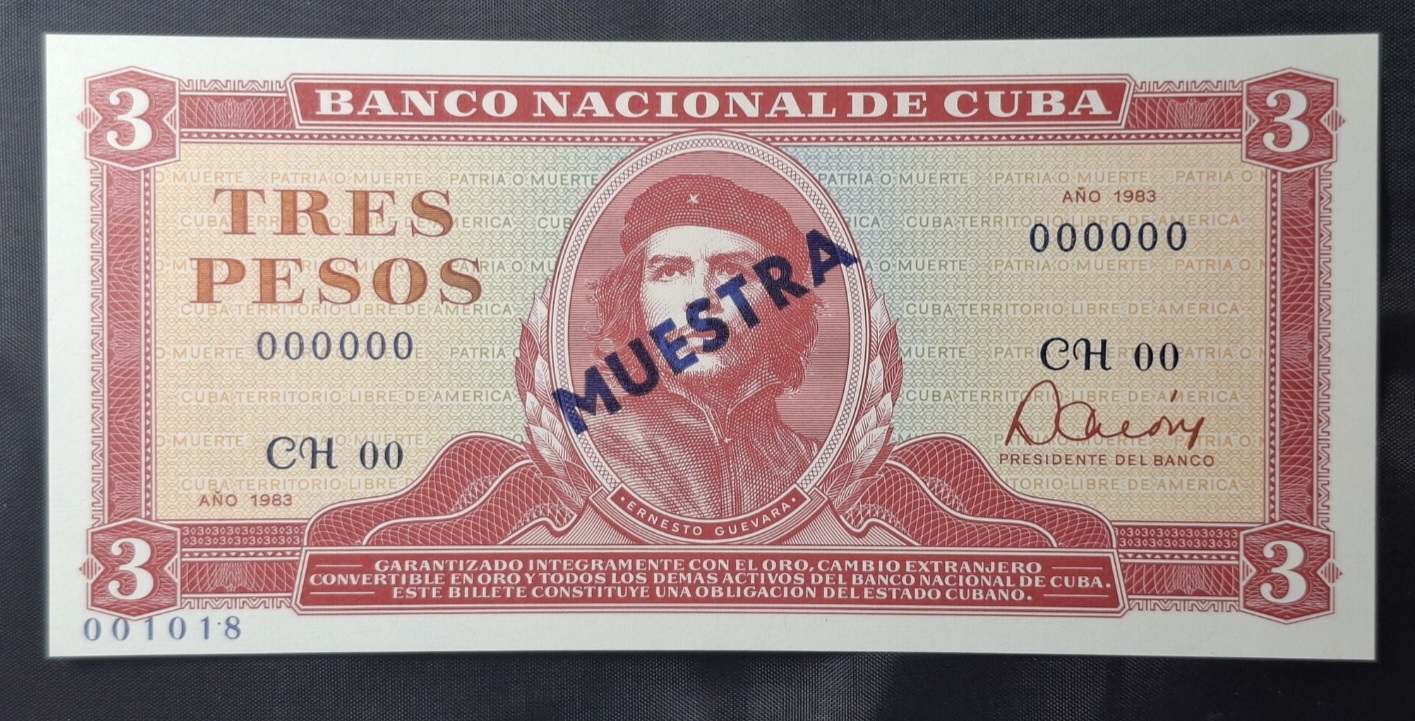 3 BANCO NACIONAL DE CUBA 3
PATRIA O MUERTE
CUBA TERRITORIO LIBRE DE AMERICA
TRES
PESOS
000000
CH 00
AÑO 1983
MUESTRA
ERNESTO GUEVARA
AÑO 1983
000000
CH 00
PRESIDENTE DEL BANCO
3 3
GARANTIZADO INTEGRAMENTE CON EL ORO, CAMBIO EXTRANJERO
CONVERTIBLE EN ORO Y TODOS LOS DEMAS ACTIVOS DEL BANCO NACIONAL DE CUBA.
ESTE BILLETE CONSTITUYE UNA OBLIGACION DEL ESTADO CUBANO.
001018